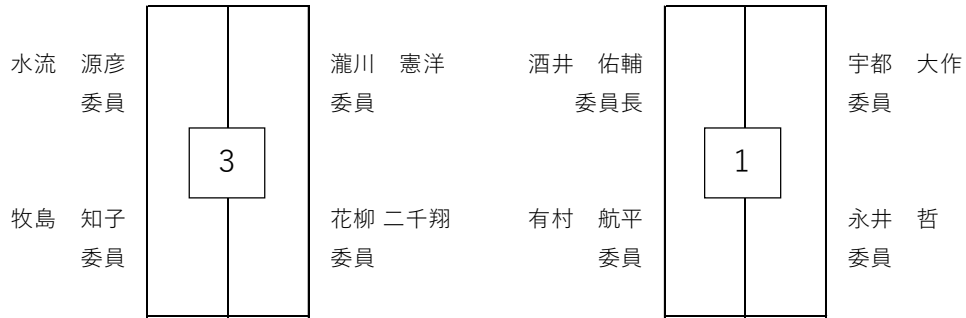 水流　源彦
委員
瀧川　憲洋
委員
酒井　佑輔
委員長
宇都　大作
委員
3
1
牧島　知子
委員
花柳 二千翔
委員
有村　航平
委員
永井　哲
委員